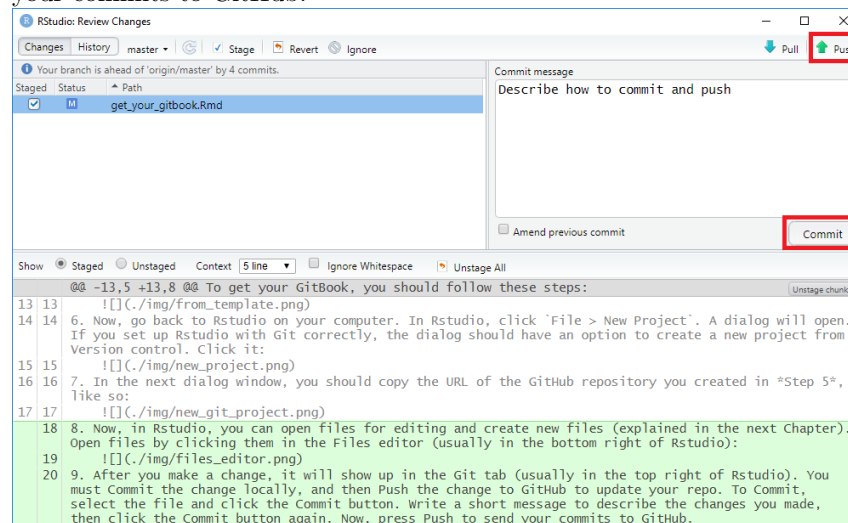 RStudio: Review Changes
Changes History master Stage Revert Ignore Pull
Your branch is ahead of 'origin/master' by 4 commits.
Staged Status Path
M get_your_gitbook.Rmd
Commit message
Describe how to commit and push
Amend previous commit
Commit
Show Staged Unstaged Context 5 line Ignore Whitespace Unstage All
@@ -13,5 +13,8 @@ To get your GitBook, you should follow these steps:
Unstage chunk
13 13 ![](./img/from_template.png)
14 14 6. Now, go back to Rstudio on your computer. In Rstudio, click `File > New Project`. A dialog will open.
If you set up Rstudio with Git correctly, the dialog should have an option to create a new project from
Version control. Click it:
15 15 ![](./img/new_project.png)
16 16 7. In the next dialog window, you should copy the URL of the GitHub repository you created in *Step 5*,
like so:
17 17 ![](./img/new_git_project.png)
18 8. Now, in Rstudio, you can open files for editing and create new files (explained in the next Chapter).
Open files by clicking them in the Files editor (usually in the bottom right of Rstudio):
19 ![](./img/files_editor.png)
20 9. After you make a change, it will show up in the Git tab (usually in the top right of Rstudio). You
must Commit the change locally, and then Push the change to GitHub to update your repo. To Commit,
select the file and click the Commit button. Write a short message to describe the changes you made,
then click the Commit button again. Now, press Push to send your commits to GitHub.